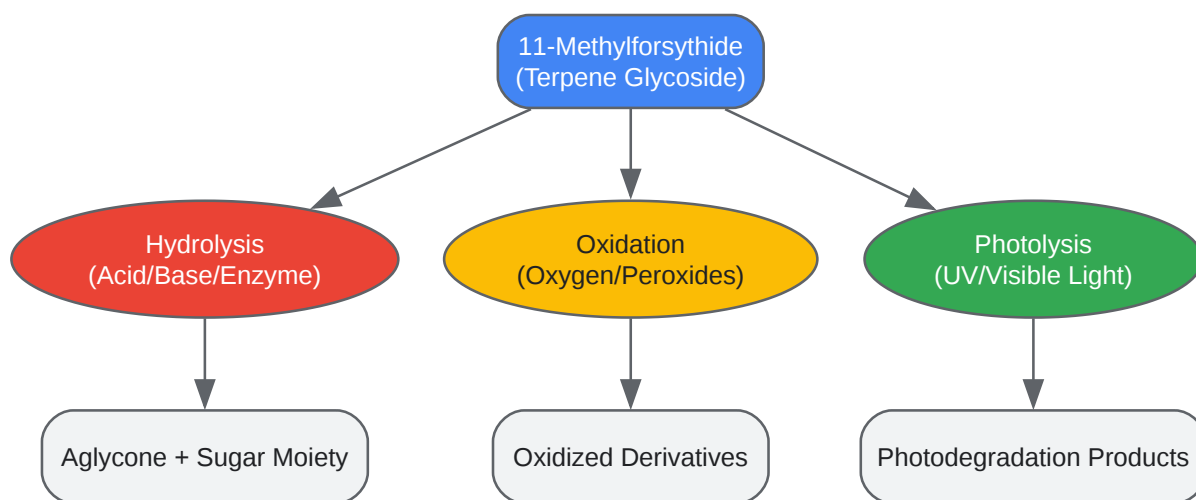 11-Methylforsythide
(Terpene Glycoside)
Hydrolysis
(Acid/Base/Enzyme)
Oxidation
(Oxygen/Peroxides)
Photolysis
(UV/Visible Light)
Aglycone + Sugar Moiety
Oxidized Derivatives
Photodegradation Products